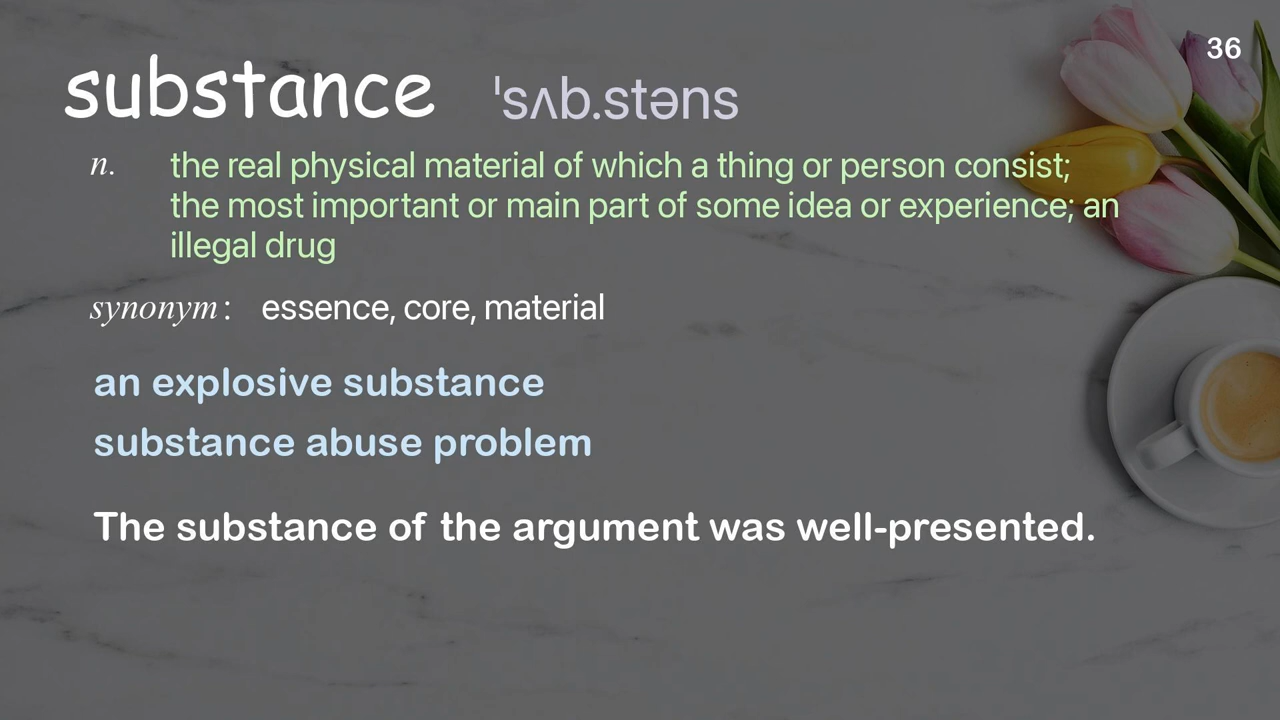 36
substance ˈsʌb.stəns
n. the real physical material of which a thing or person consist;
the most important or main part of some idea or experience; an
illegal drug
synonym: essence, core, material
an explosive substance
substance abuse problem
The substance of the argument was well-presented.